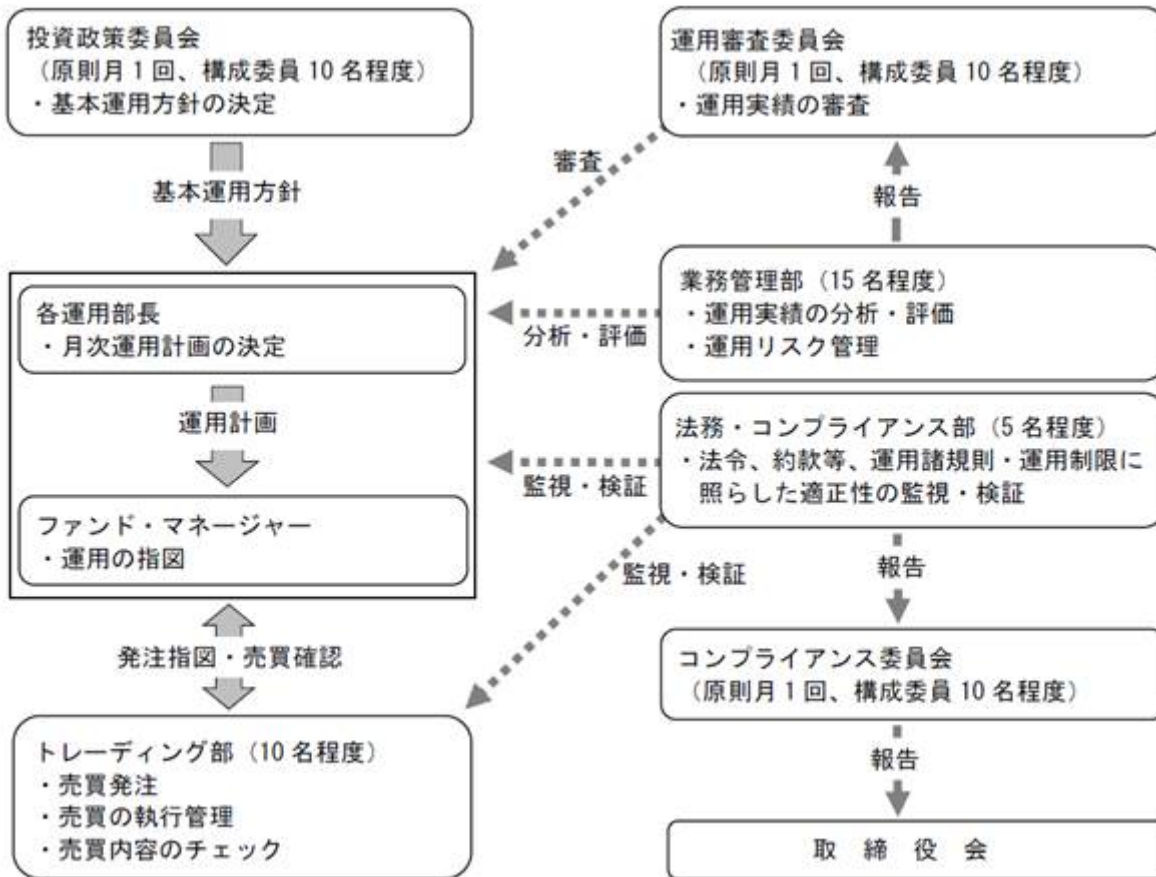 投資政策委員会
（原則月1回、構成委員10名程度）
・基本運用方針の決定
基本運用方針
各運用部長
・月次運用計画の決定
運用計画
ファンド・マネージャー
・運用の指図
発注指図・売買確認
トレーディング部（10名程度）
・売買発注
・売買の執行管理
・売買内容のチェック
運用審査委員会
（原則月1回、構成委員10名程度）
・運用実績の審査
審査
報告
業務管理部（15名程度）
・運用実績の分析・評価
・運用リスク管理
分析・評価
法務・コンプライアンス部（5名程度）
・法令、約款等、運用諸規則・運用制限に
照らした適正性の監視・検証
監視・検証
監視・検証
報告
コンプライアンス委員会
（原則月1回、構成委員10名程度）
報告
取締役会